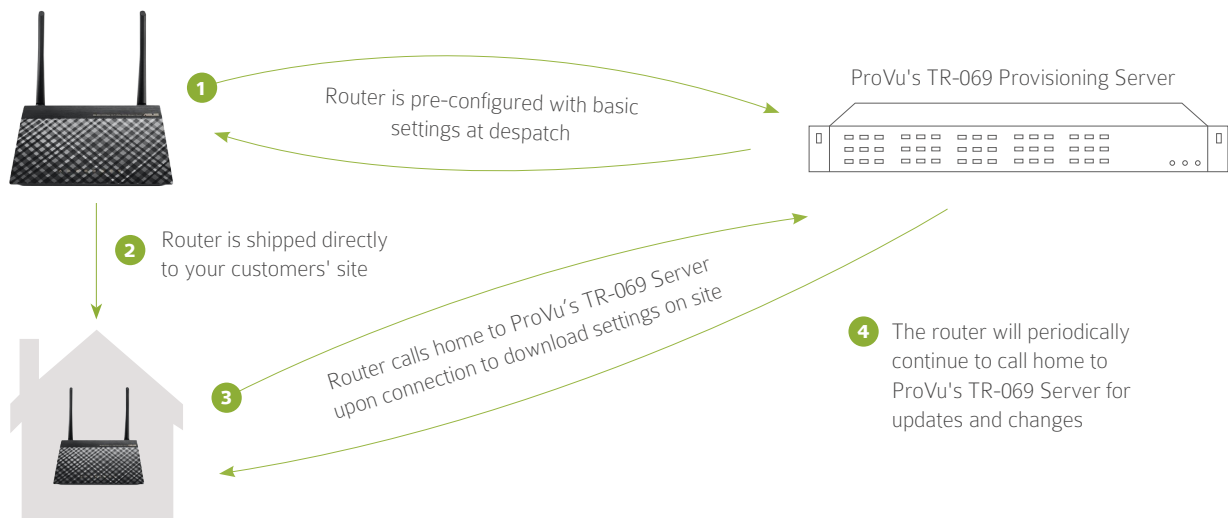 1
Router is pre-configured with basic
settings at despatch
ProVu's TR-069 Provisioning Server
2
Router is shipped directly
to your customers' site
3
Router calls home to ProVu’s TR-069 Server
upon connection to download settings on site
4
The router will periodically
continue to call home to
ProVu's TR-069 Server for
updates and changes